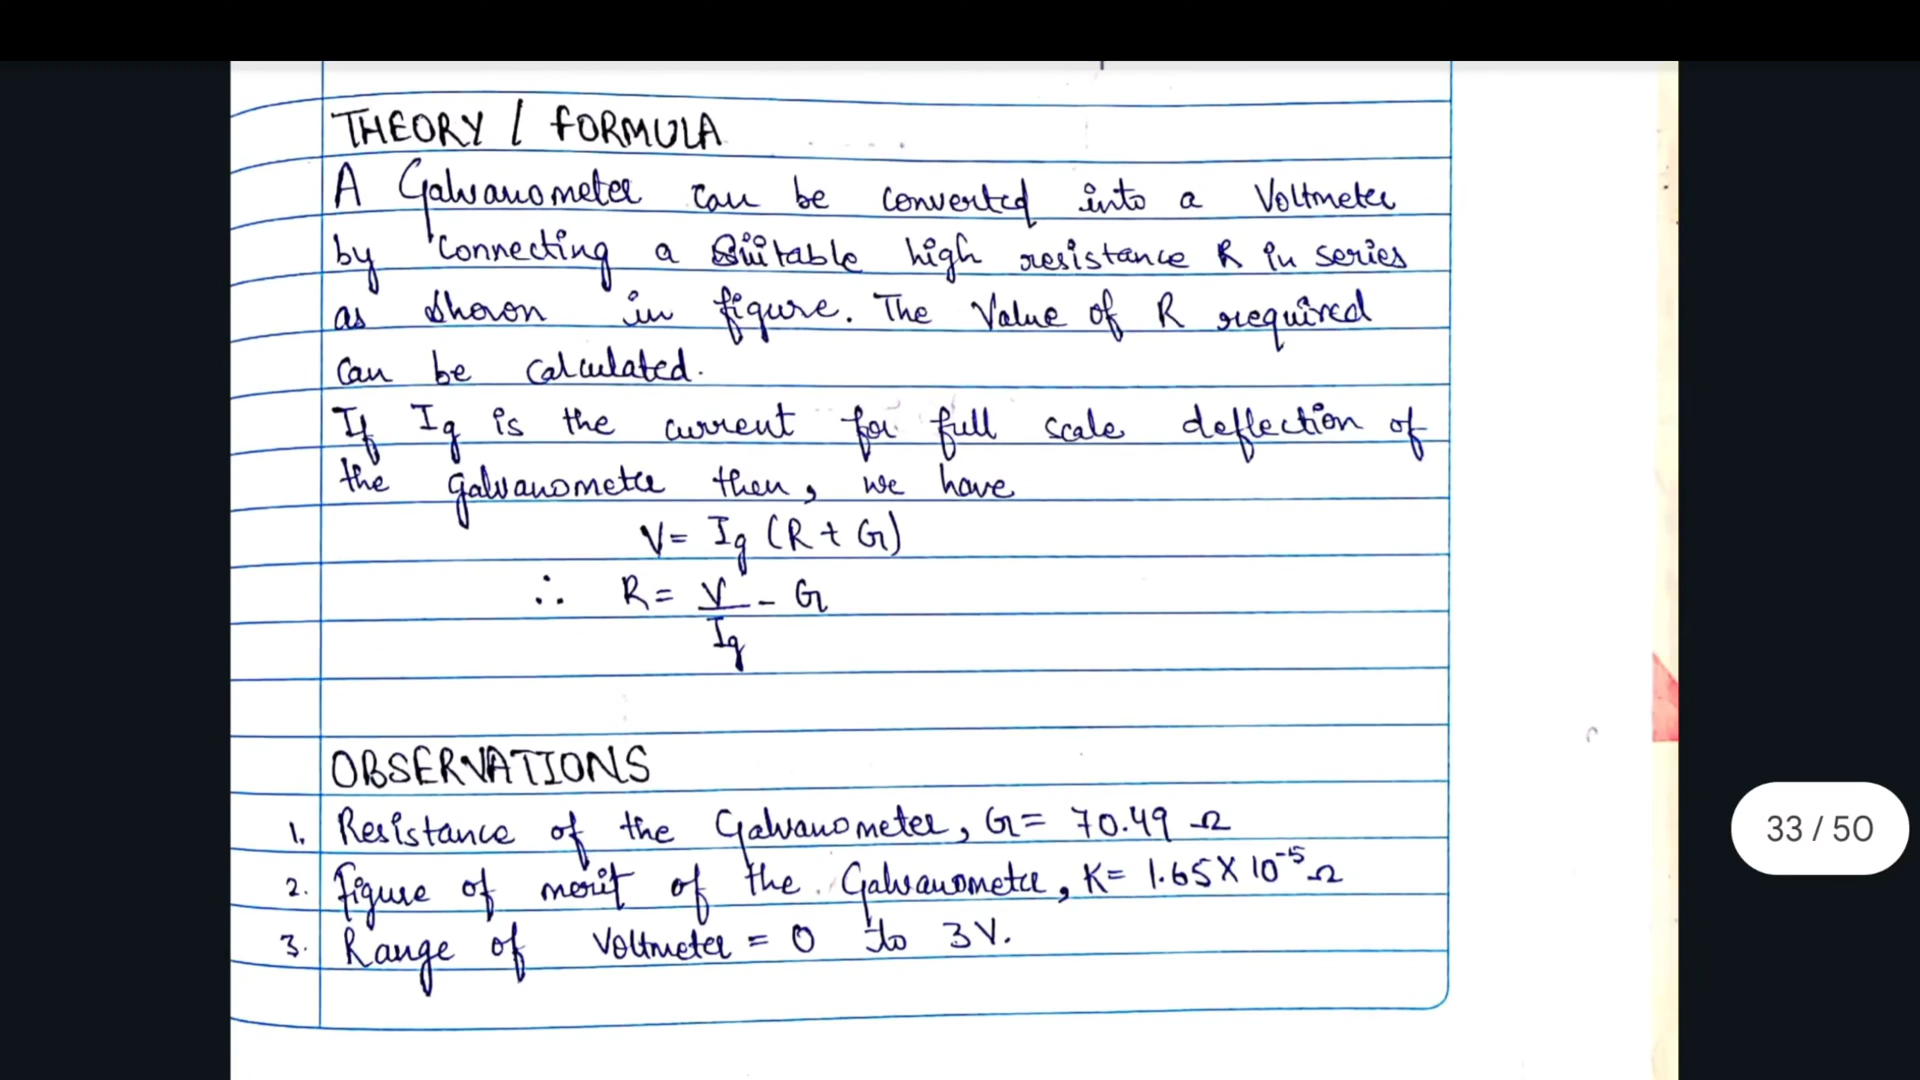 THEORY / FORMULA
A Galvanometer can be converted into a Voltmeter
by connecting a Suitable high resistance R in series
as shown in figure. The Value of R required
can be calculated.
If Ig is the current for full scale deflection of
the galvanometer then, we have
V = Ig (R + G)
∴ R = V/Ig - G
OBSERVATIONS
1. Resistance of the Galvanometer, G = 70.49 Ω
2. Figure of merit of the Galvanometer, K = 1.65 X 10⁻⁵ Ω
33 / 50
3. Range of Voltmeter = 0 to 3V.